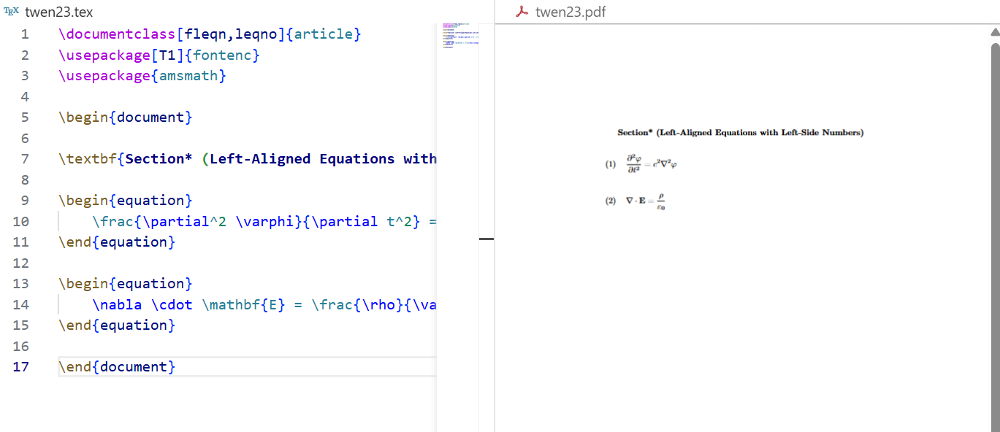 TEX twen23.tex
1 \documentclass[fleqn,leqno]{article}
2 \usepackage[T1]{fontenc}
3 \usepackage{amsmath}
4
5 \begin{document}
6
7 \textbf{Section* (Left-Aligned Equations with
8
9 \begin{equation}
10 \frac{\partial^2 \varphi}{\partial t^2} =
11 \end{equation}
12
13 \begin{equation}
14 \nabla \cdot \mathbf{E} = \frac{\rho}{\va
15 \end{equation}
16
17 \end{document}
twen23.pdf
Section* (Left-Aligned Equations with Left-Side Numbers)
(1) ∂²φ/∂t² = c²∇²φ
(2) ∇ · E = ρ/ε₀